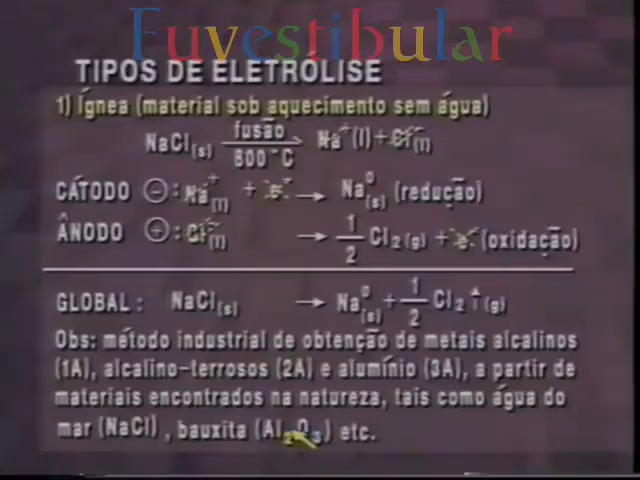 Fuvestibular
TIPOS DE ELETRÓLISE
1) Ígnea (material sob aquecimento sem água)
NaCl(s) fusão 800°C Na⁺(l) + Cl⁻(l)
CÁTODO ⊖: Na⁺(l) + e⁻ → Na⁰(s) (redução)
ÂNODO ⊕: Cl⁻(l) → 1/2 Cl₂(g) + e⁻ (oxidação)
GLOBAL: NaCl(s) → Na⁰(s) + 1/2 Cl₂↑(g)
Obs: método industrial de obtenção de metais alcalinos
(1A), alcalino-terrosos (2A) e alumínio (3A), a partir de
materiais encontrados na natureza, tais como água do
mar (NaCl), bauxita (Al₂O₃) etc.